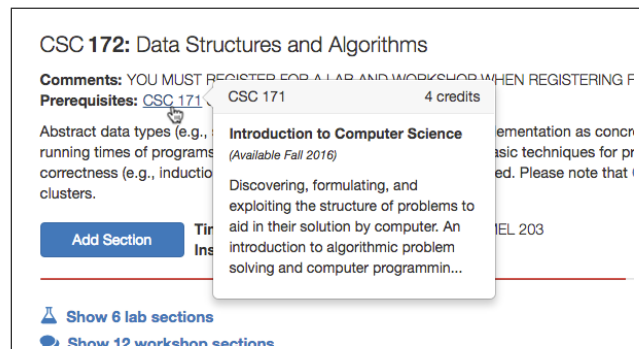 CSC 172: Data Structures and Algorithms
Comments: YOU MUST REGISTER FOR A LAB AND WORKSHOP WHEN REGISTERING F
Prerequisites: CSC 171
CSC 171 4 credits
Introduction to Computer Science
(Available Fall 2016)
Discovering, formulating, and
exploiting the structure of problems to
aid in their solution by computer. An
introduction to algorithmic problem
solving and computer programmin...
Abstract data types (e.g., ementation as concr
running times of programs asic techniques for pr
correctness (e.g., inductio ed. Please note that
clusters.
Add Section
Tin MEL 203
Ins
Show 6 lab sections
Show 12 workshop sections